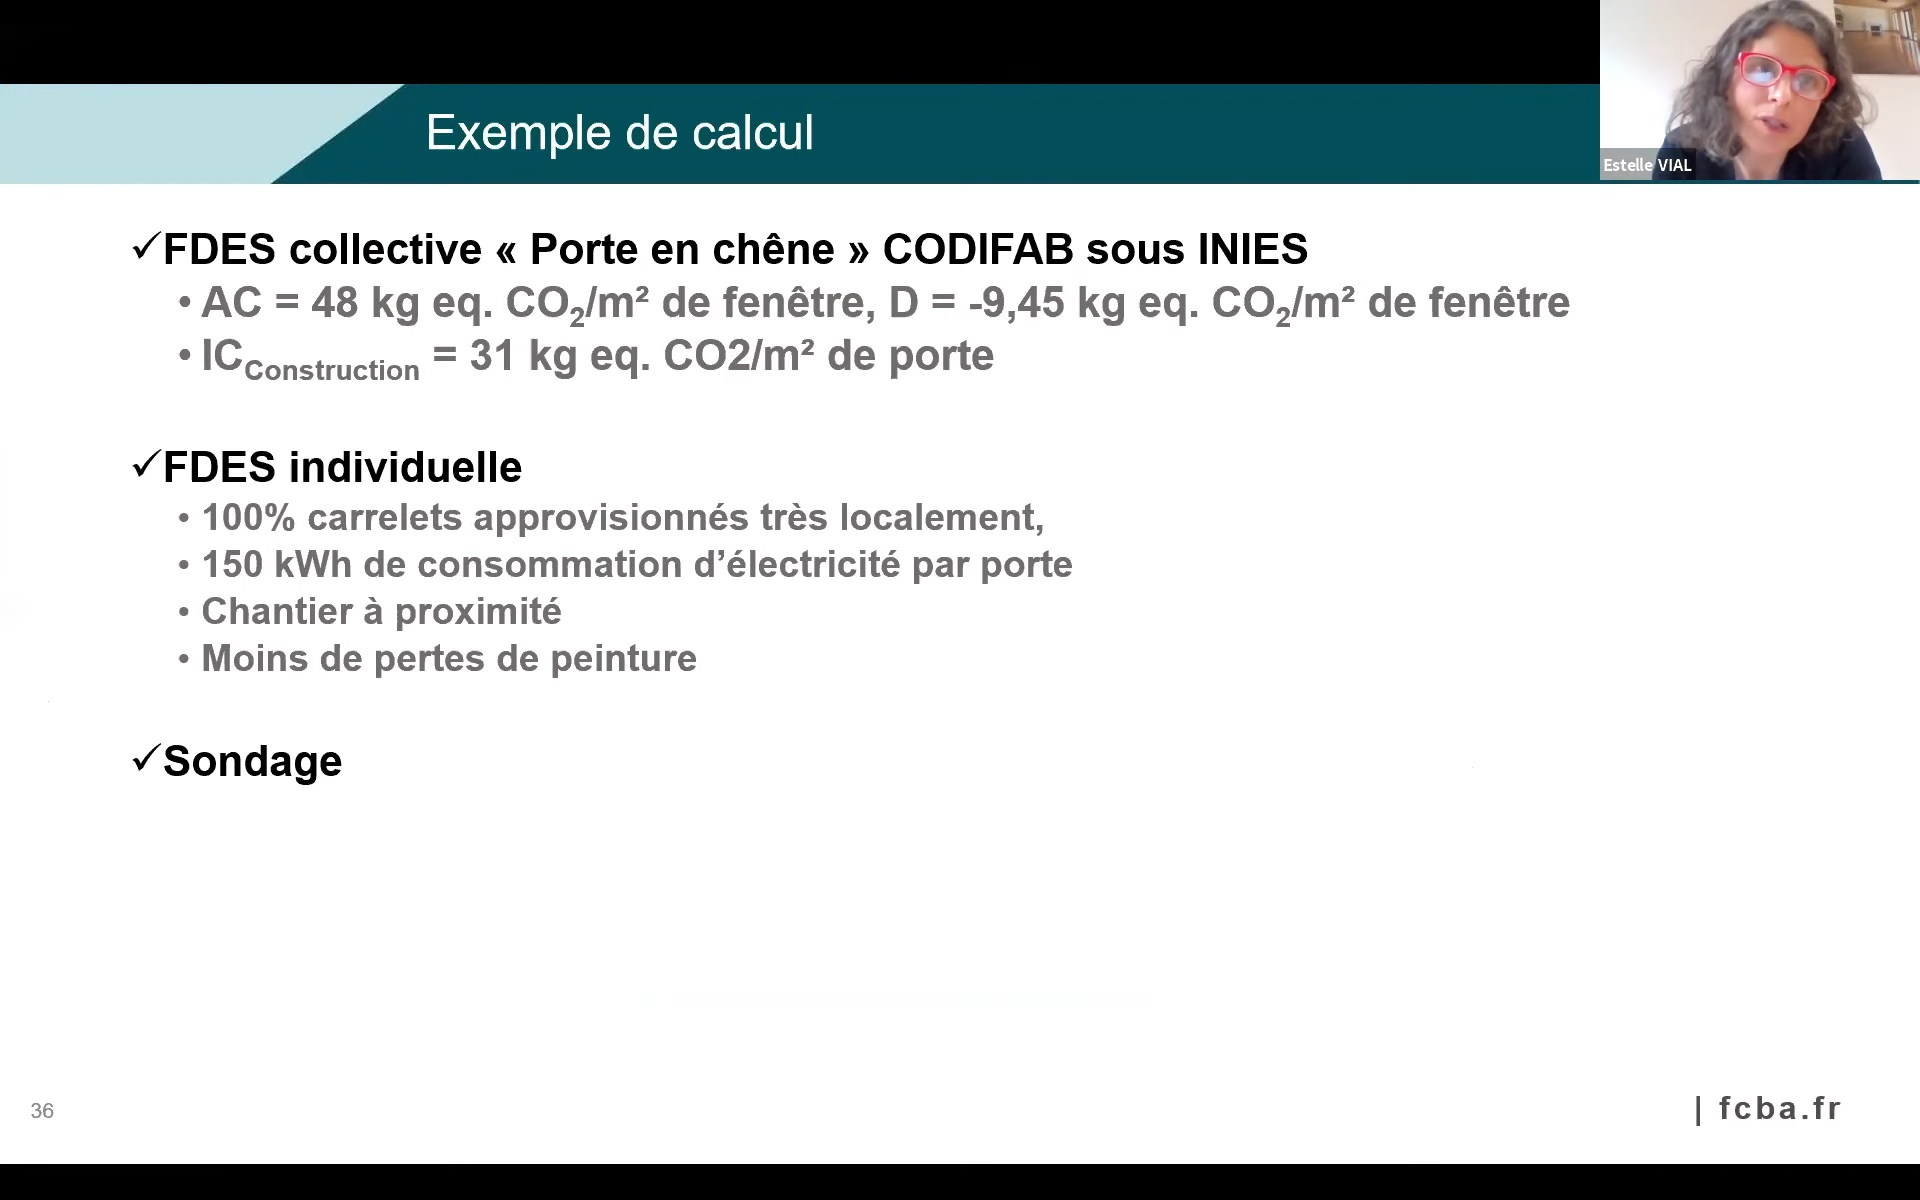 Exemple de calcul
Estelle VIAL
✓FDES collective « Porte en chêne » CODIFAB sous INIES
• AC = 48 kg eq. CO₂/m² de fenêtre, D = -9,45 kg eq. CO₂/m² de fenêtre
• IC Construction = 31 kg eq. CO2/m² de porte
✓FDES individuelle
• 100% carrelets approvisionnés très localement,
• 150 kWh de consommation d’électricité par porte
• Chantier à proximité
• Moins de pertes de peinture
✓Sondage
36
| fcba.fr